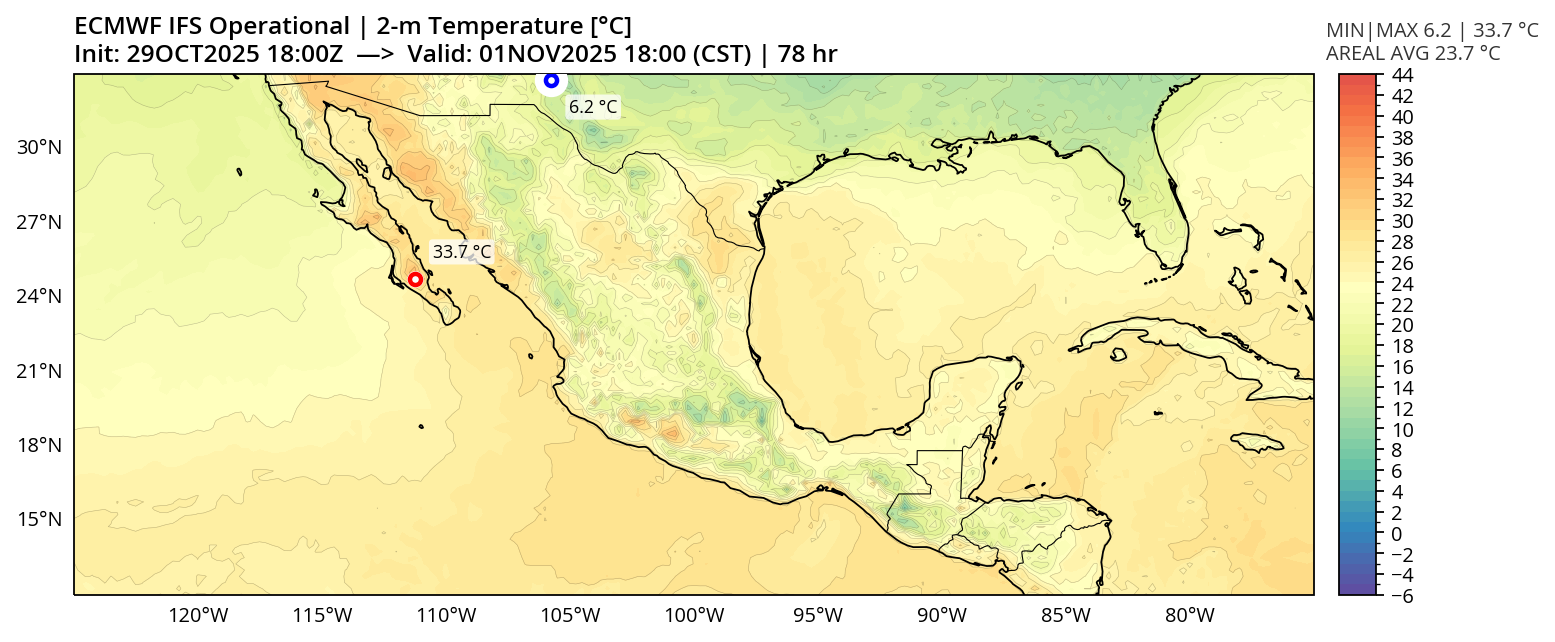 ECMWF IFS Operational | 2-m Temperature [°C]
Init: 29OCT2025 18:00Z —> Valid: 01NOV2025 18:00 (CST) | 78 hr
MIN|MAX 6.2 | 33.7 °C
AREAL AVG 23.7 °C
6.2 °C
33.7 °C
30°N
27°N
24°N
21°N
18°N
15°N
120°W
115°W
110°W
105°W
100°W
95°W
90°W
85°W
80°W
44
42
40
38
36
34
32
30
28
26
24
22
20
18
16
14
12
10
8
6
4
2
0
−2
−4
−6